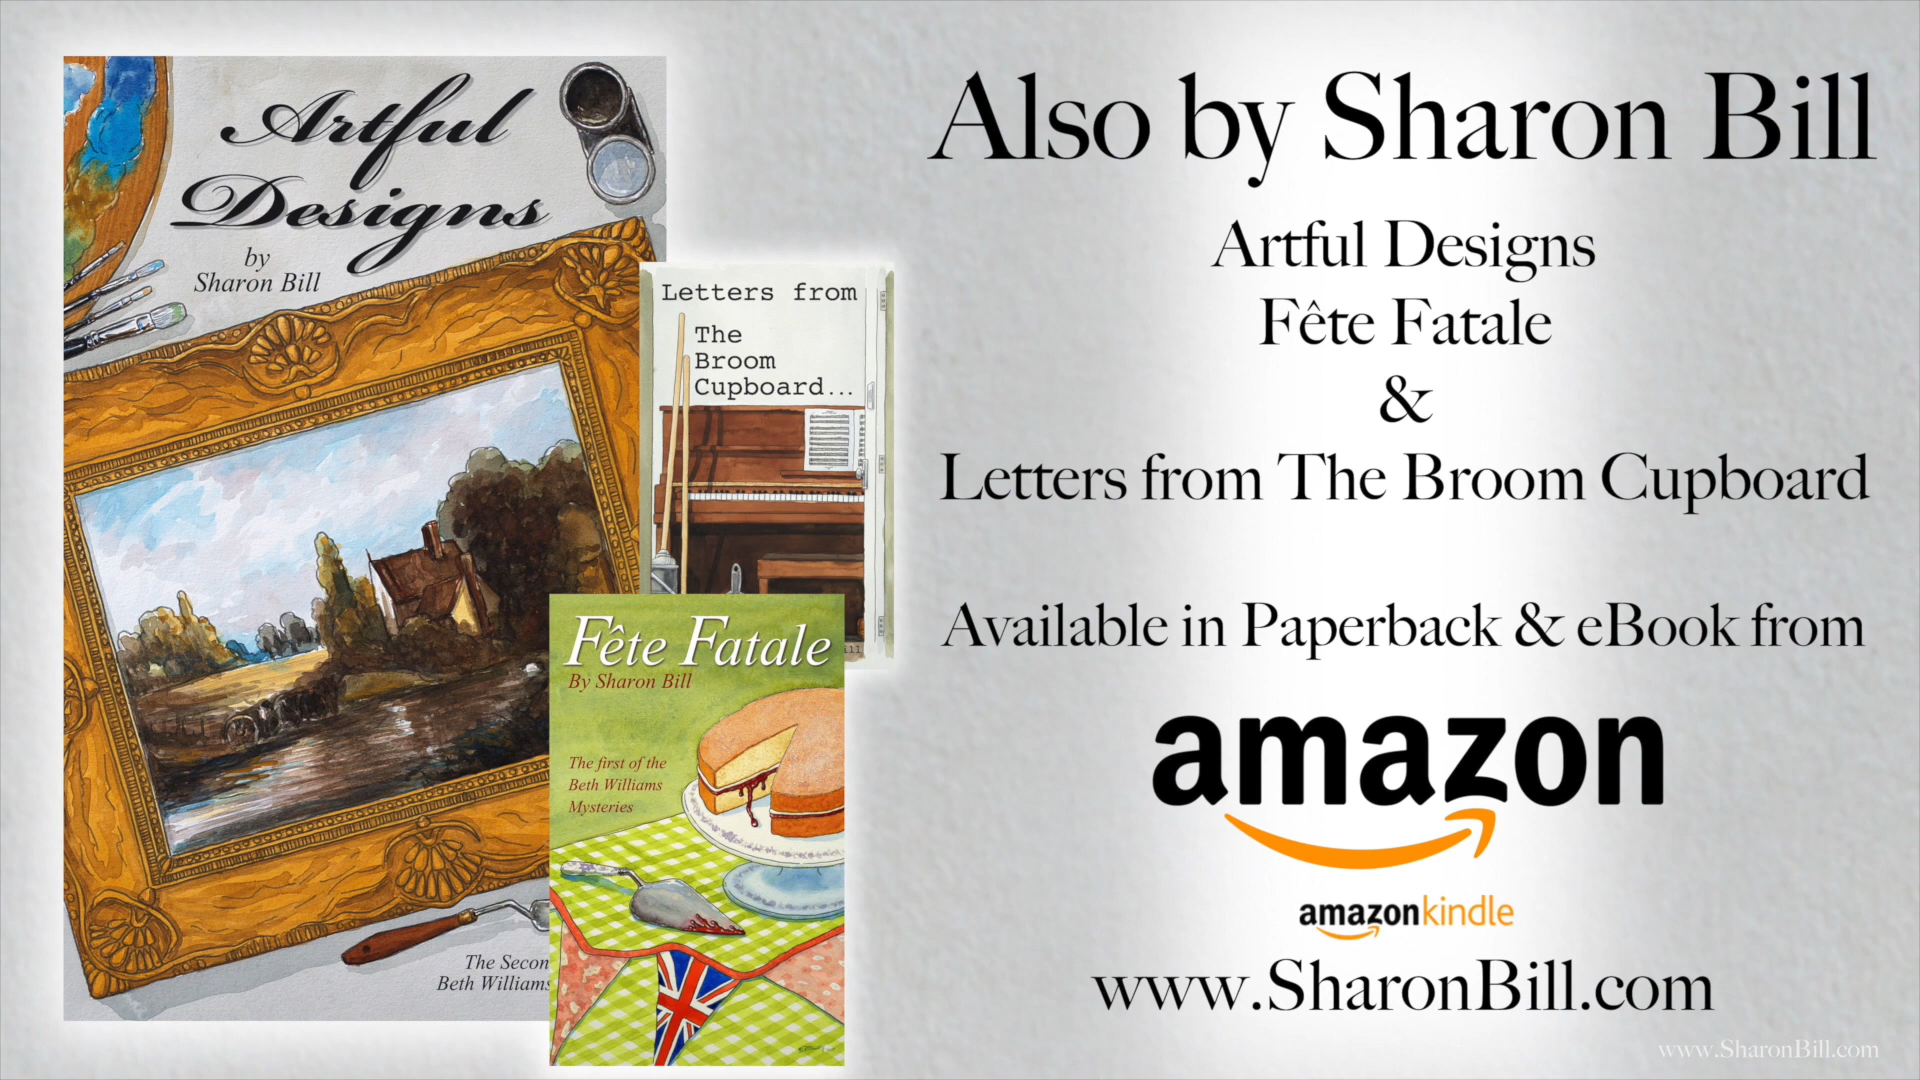 Artful
Designs
by
Sharon Bill
The Secon
Beth Williams
Letters from
The
Broom
Cupboard...
ill
Fête Fatale
By Sharon Bill
The first of the
Beth Williams
Mysteries
Also by Sharon Bill
Artful Designs
Fête Fatale
&
Letters from The Broom Cupboard
Available in Paperback & eBook from
amazon
amazonkindle
www.SharonBill.com
www.SharonBill.com